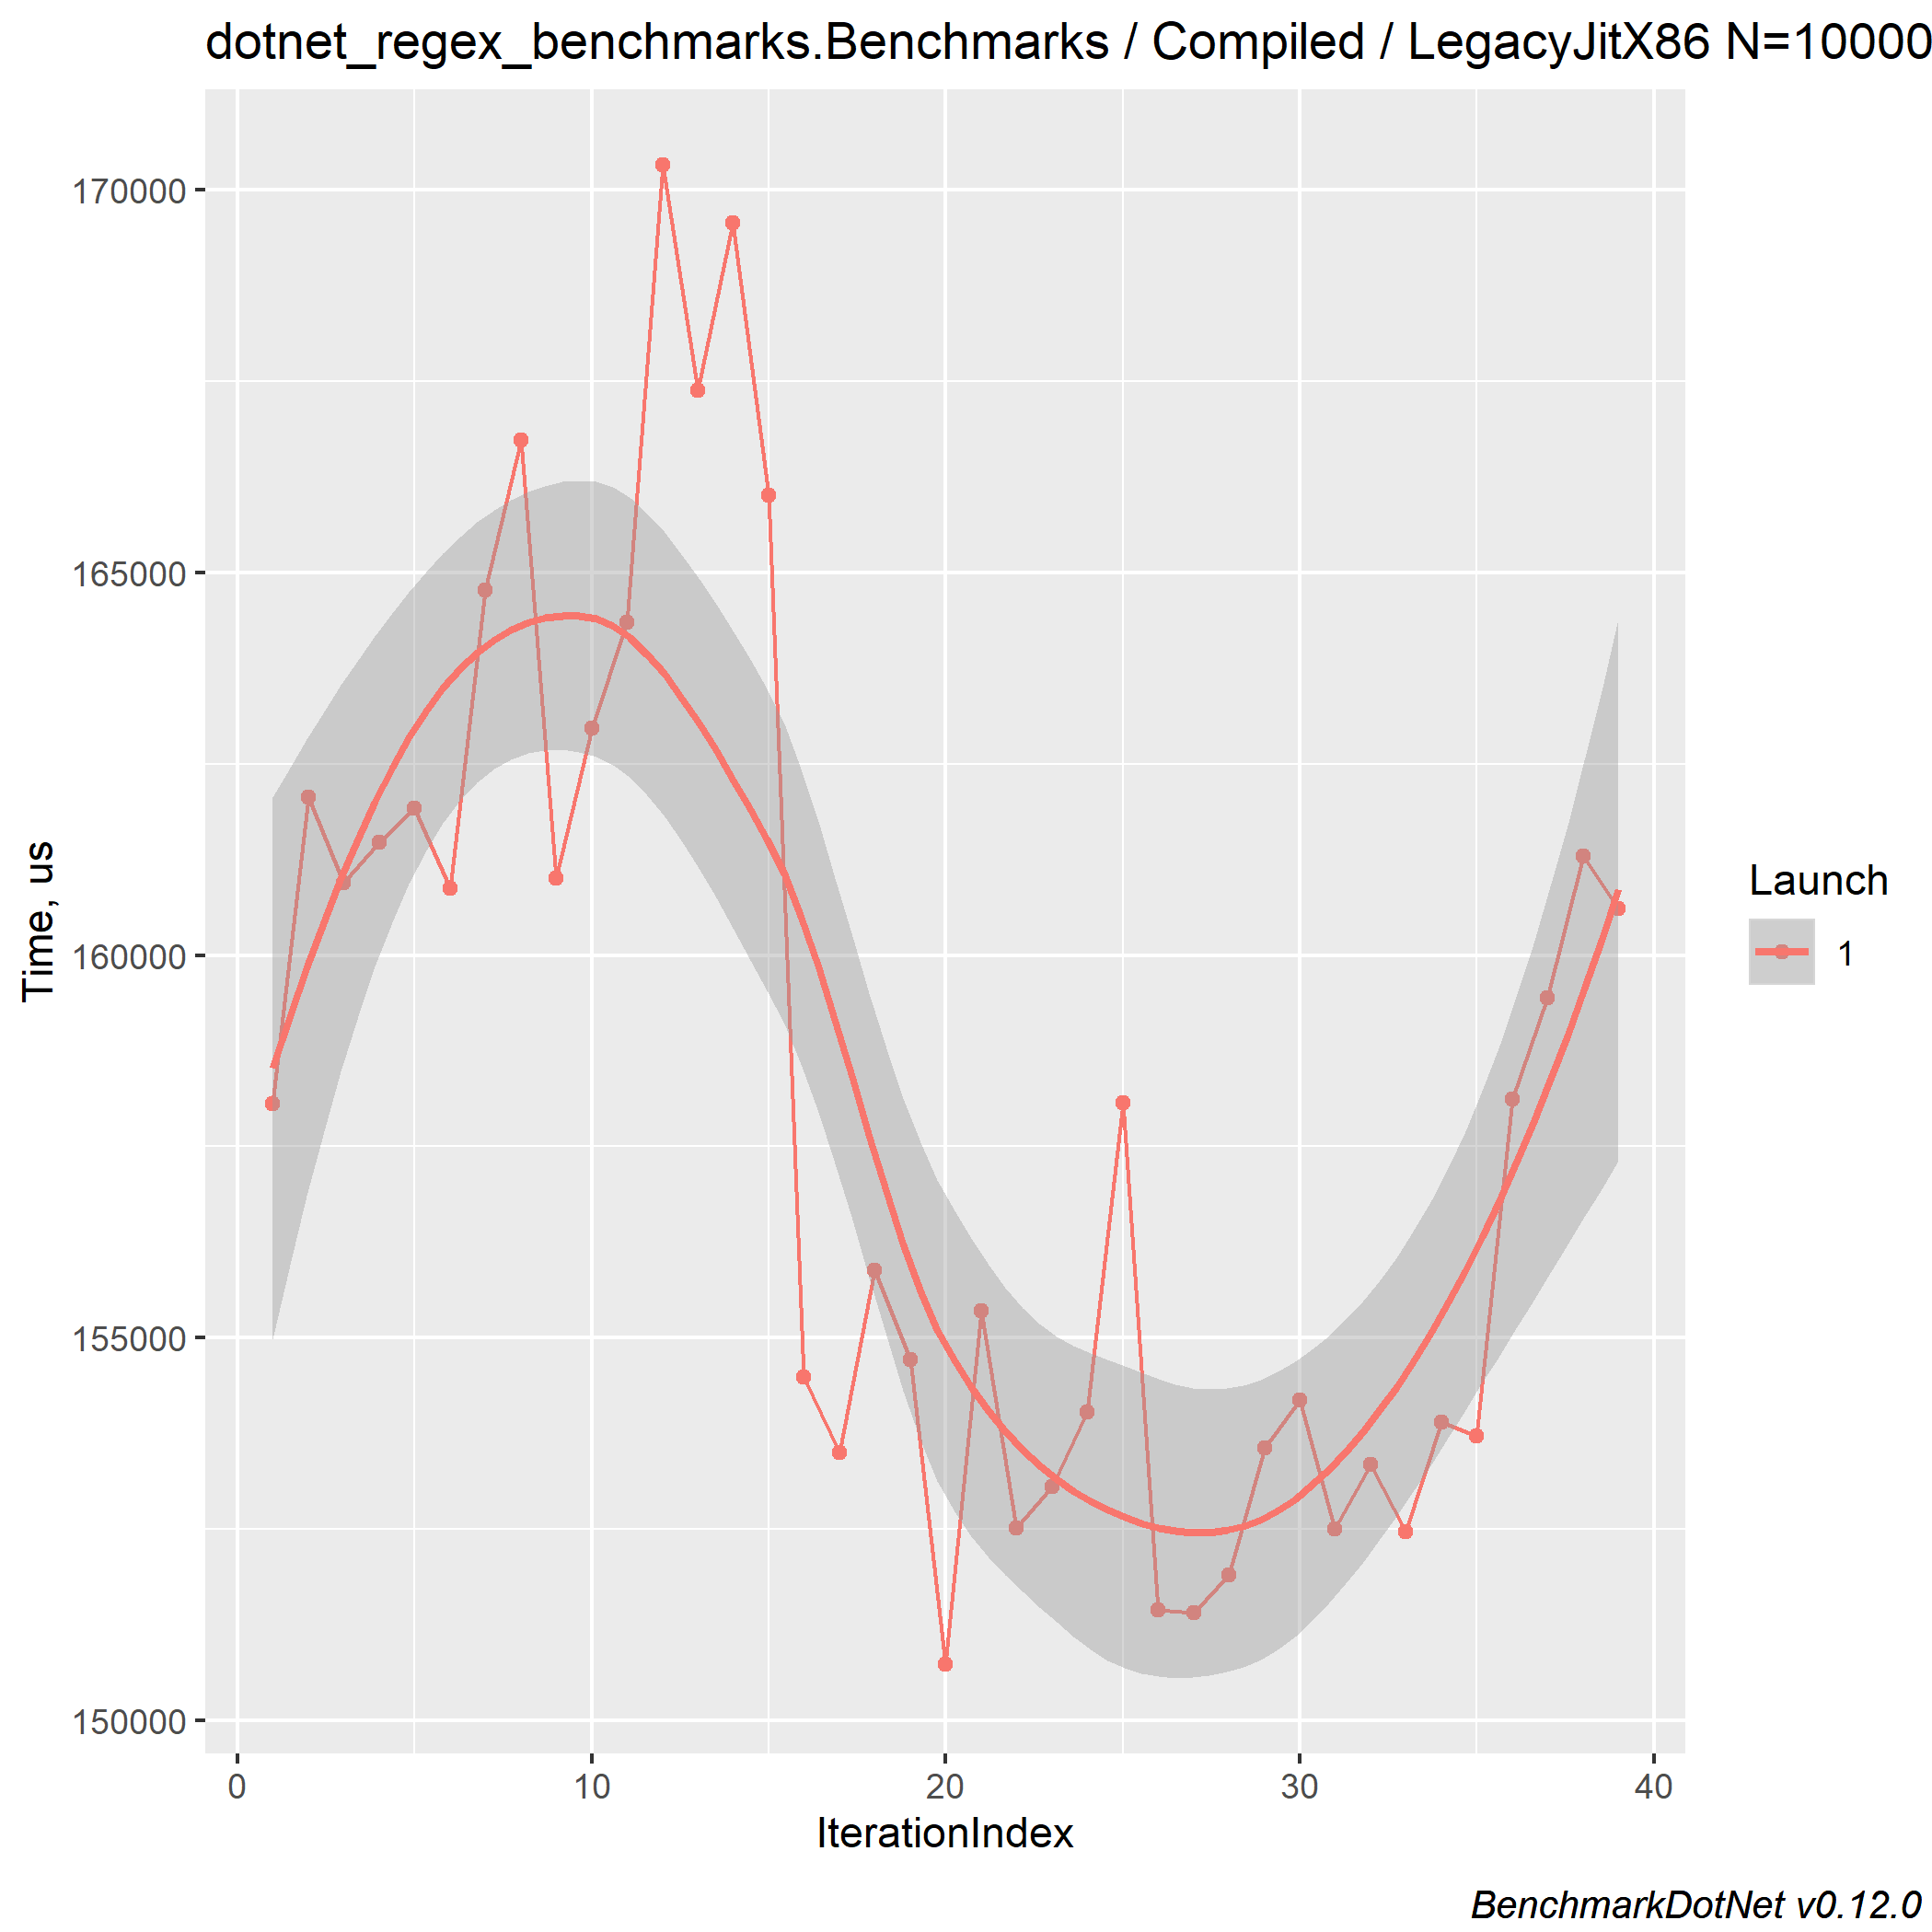 dotnet_regex_benchmarks.Benchmarks / Compiled / LegacyJitX86 N=10000
170000
165000
160000
155000
150000
Time, us
0 10 20 30 40
IterationIndex
Launch
1
BenchmarkDotNet v0.12.0